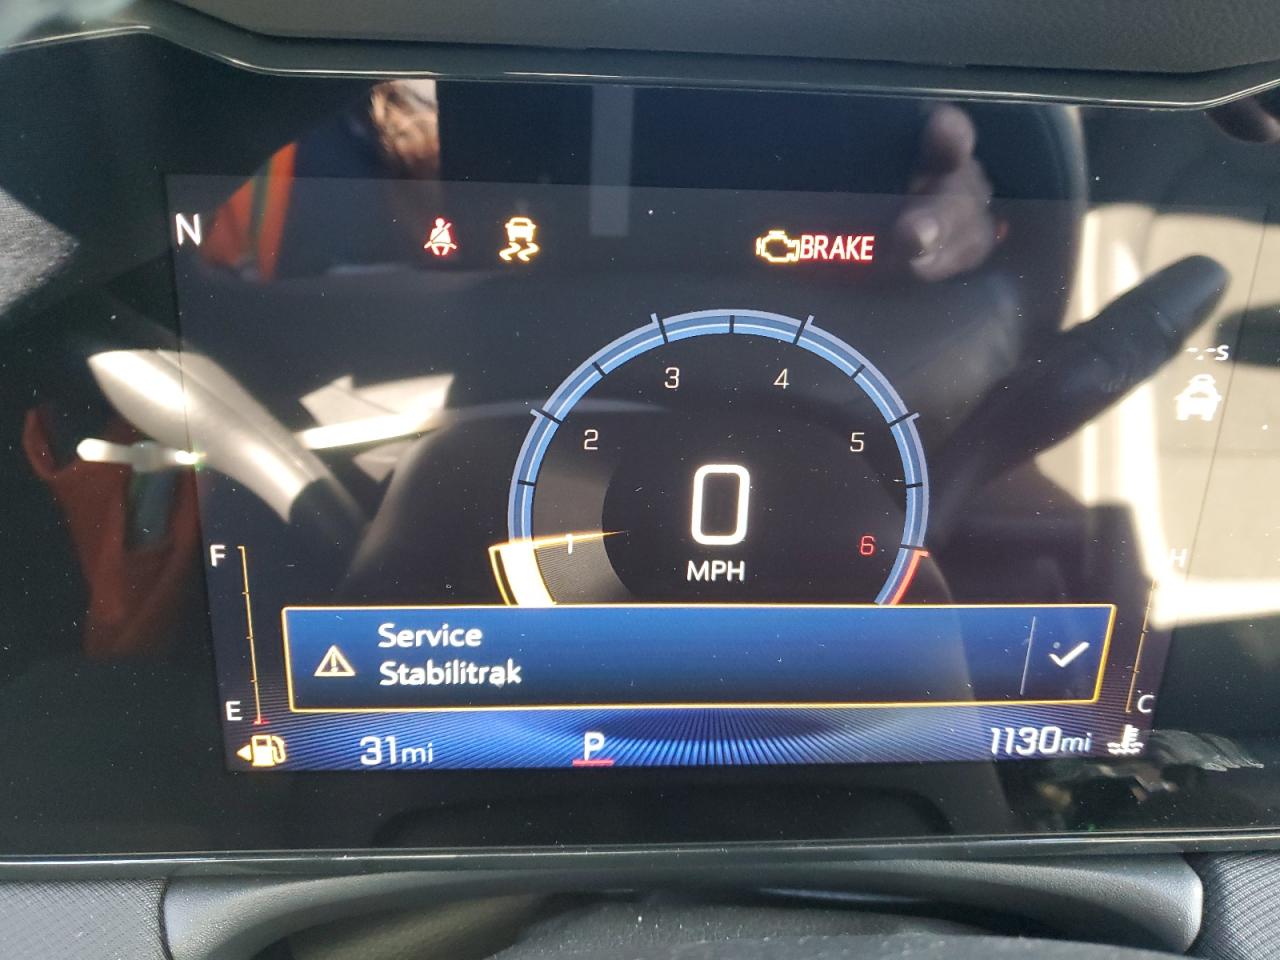 N
BRAKE
3 4
--s
2 5
1 0 6
MPH
F H
Service
Stabilitrak
E C
31mi P 1130mi